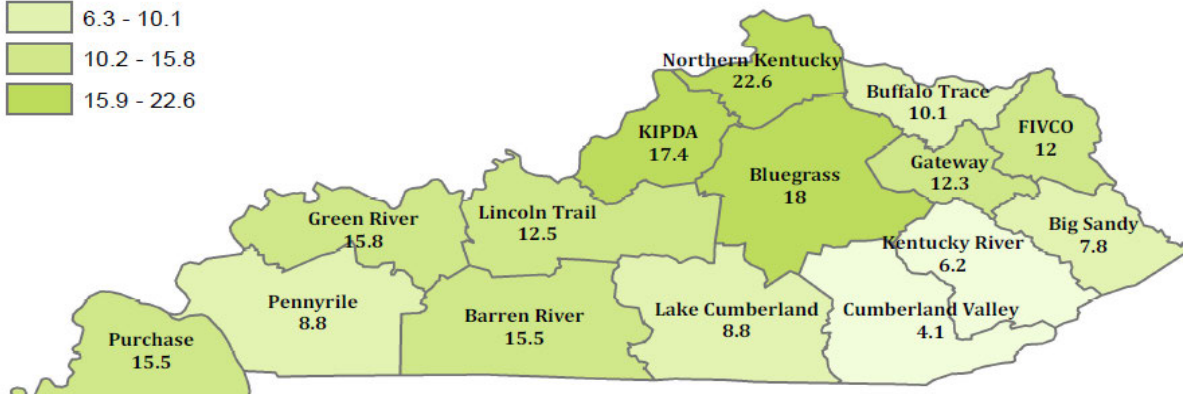 6.3 - 10.1
10.2 - 15.8
15.9 - 22.6
Northern Kentucky
22.6
Buffalo Trace
10.1
FIVCO
12
KIPDA
17.4
Gateway
12.3
Bluegrass
18
Green River
15.8
Lincoln Trail
12.5
Big Sandy
7.8
Kentucky River
6.2
Pennyrile
8.8
Barren River
15.5
Lake Cumberland
8.8
Cumberland Valley
4.1
Purchase
15.5